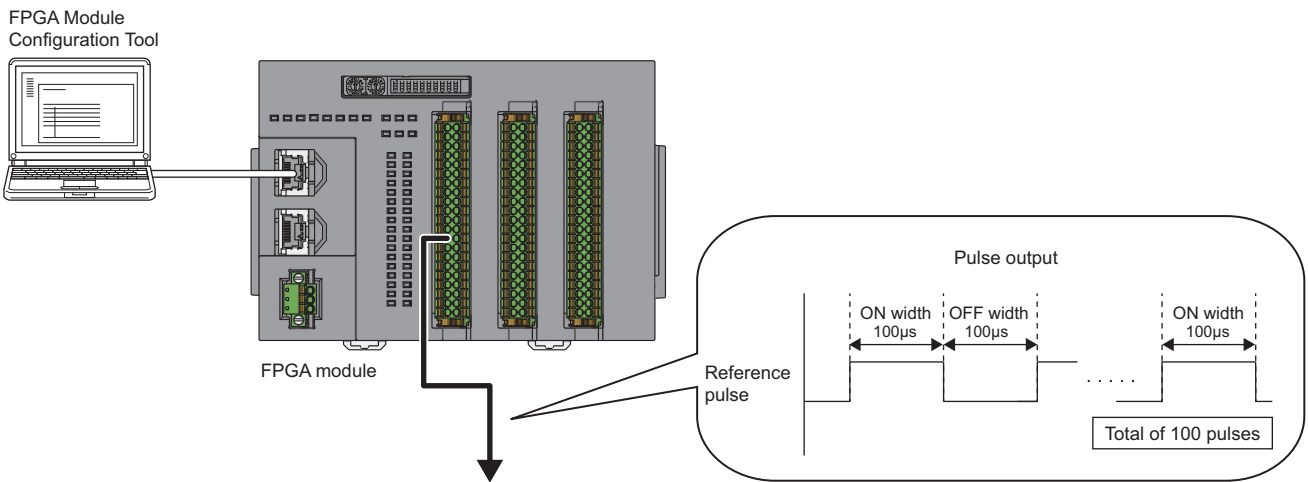 FPGA Module
Configuration Tool
FPGA module
Pulse output
ON width
100µs
OFF width
100µs
ON width
100µs
Reference
pulse
. . . . .
Total of 100 pulses